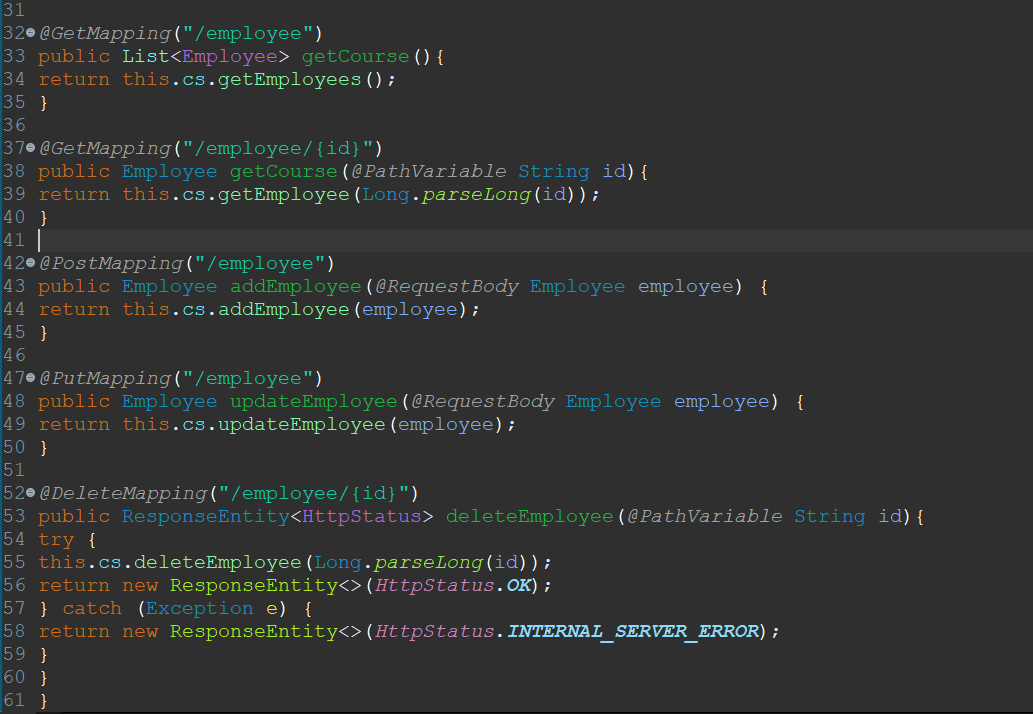 31
32 @GetMapping("/employee")
33 public List<Employee> getCourse(){
34 return this.cs.getEmployees();
35 }
36
37 @GetMapping("/employee/{id}")
38 public Employee getCourse(@PathVariable String id){
39 return this.cs.getEmployee(Long.parseLong(id));
40 }
41
42 @PostMapping("/employee")
43 public Employee addEmployee(@RequestBody Employee employee) {
44 return this.cs.addEmployee(employee);
45 }
46
47 @PutMapping("/employee")
48 public Employee updateEmployee(@RequestBody Employee employee) {
49 return this.cs.updateEmployee(employee);
50 }
51
52 @DeleteMapping("/employee/{id}")
53 public ResponseEntity<HttpStatus> deleteEmployee(@PathVariable String id){
54 try {
55 this.cs.deleteEmployee(Long.parseLong(id));
56 return new ResponseEntity<>(HttpStatus.OK);
57 } catch (Exception e) {
58 return new ResponseEntity<>(HttpStatus.INTERNAL_SERVER_ERROR);
59 }
60 }
61 }